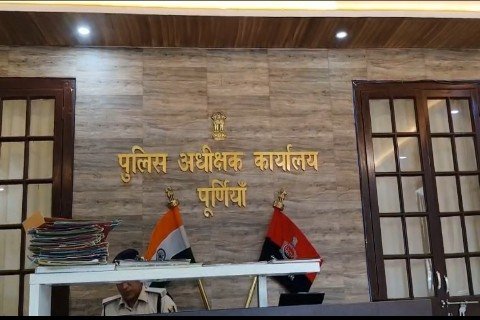 पुलिस अधीक्षक कार्यालय
पूर्णियाँ